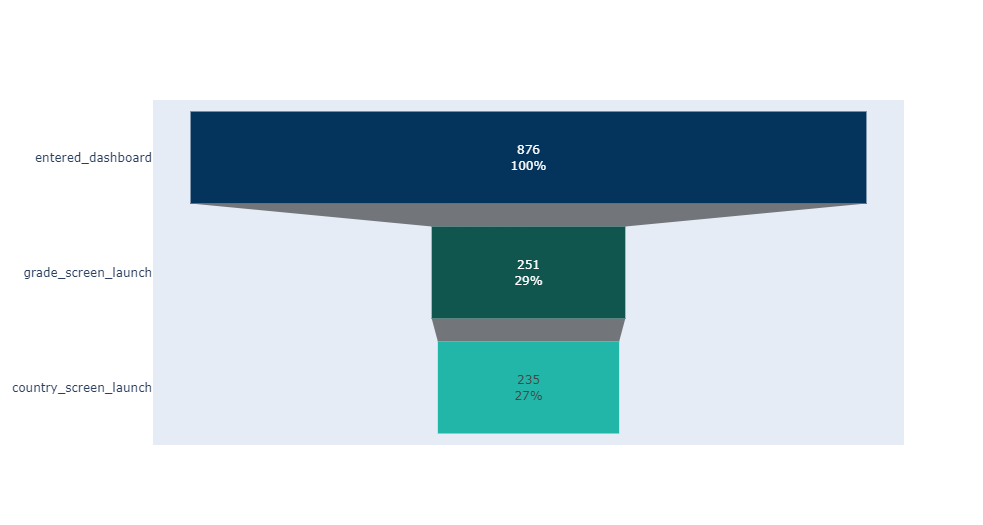 entered_dashboard
876
100%
grade_screen_launch
251
29%
country_screen_launch
235
27%